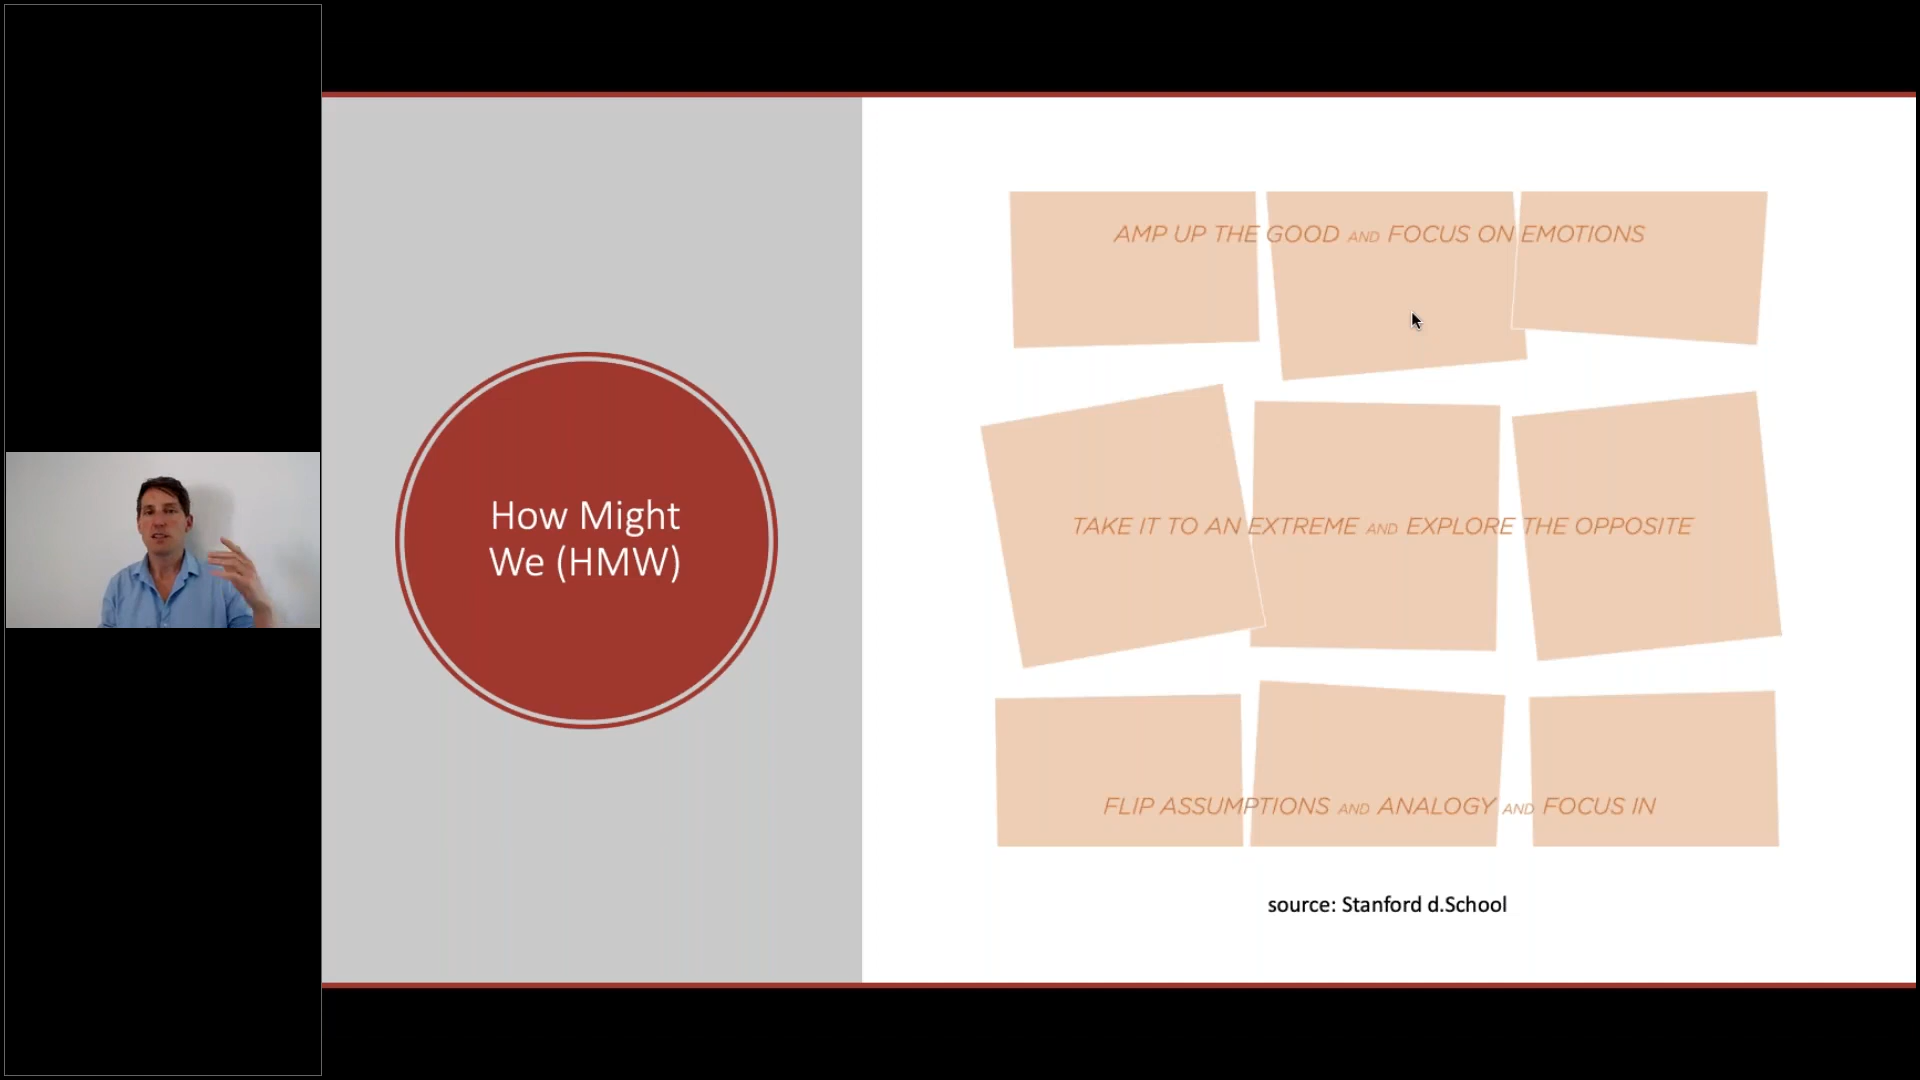 How Might
We (HMW)
AMP UP THE GOOD AND FOCUS ON EMOTIONS
TAKE IT TO AN EXTREME AND EXPLORE THE OPPOSITE
FLIP ASSUMPTIONS AND ANALOGY AND FOCUS IN
source: Stanford d.School